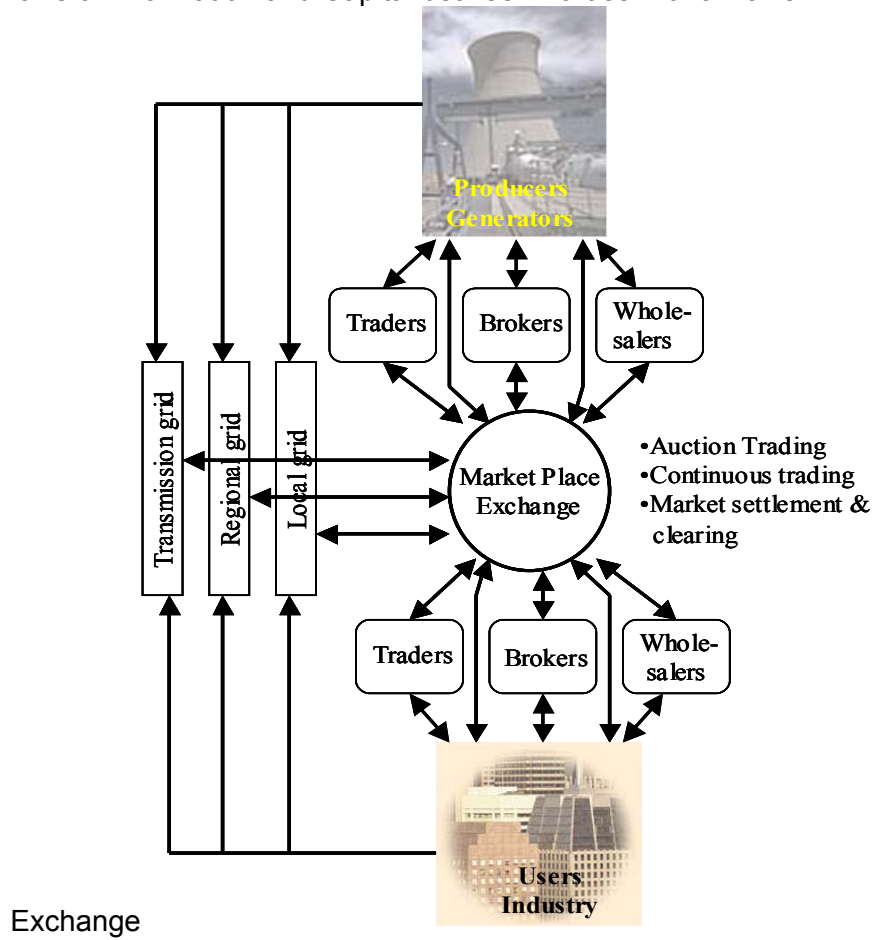 Producers
Generators
Traders
Brokers
Whole-
salers
Transmission grid
Regional grid
Local grid
Market Place
Exchange
•Auction Trading
•Continuous trading
•Market settlement &
clearing
Traders
Brokers
Whole-
salers
Users
Industry
Exchange